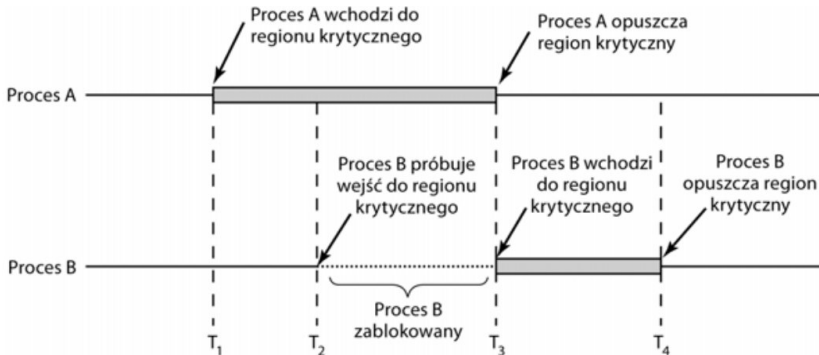 Proces A wchodzi do
regionu krytycznego
Proces A opuszcza
region krytyczny
Proces A
Proces B próbuje
wejść do regionu
krytycznego
Proces B wchodzi
do regionu
krytycznego
Proces B
opuszcza region
krytyczny
Proces B
Proces B
zablokowany
T1
T2
T3
T4